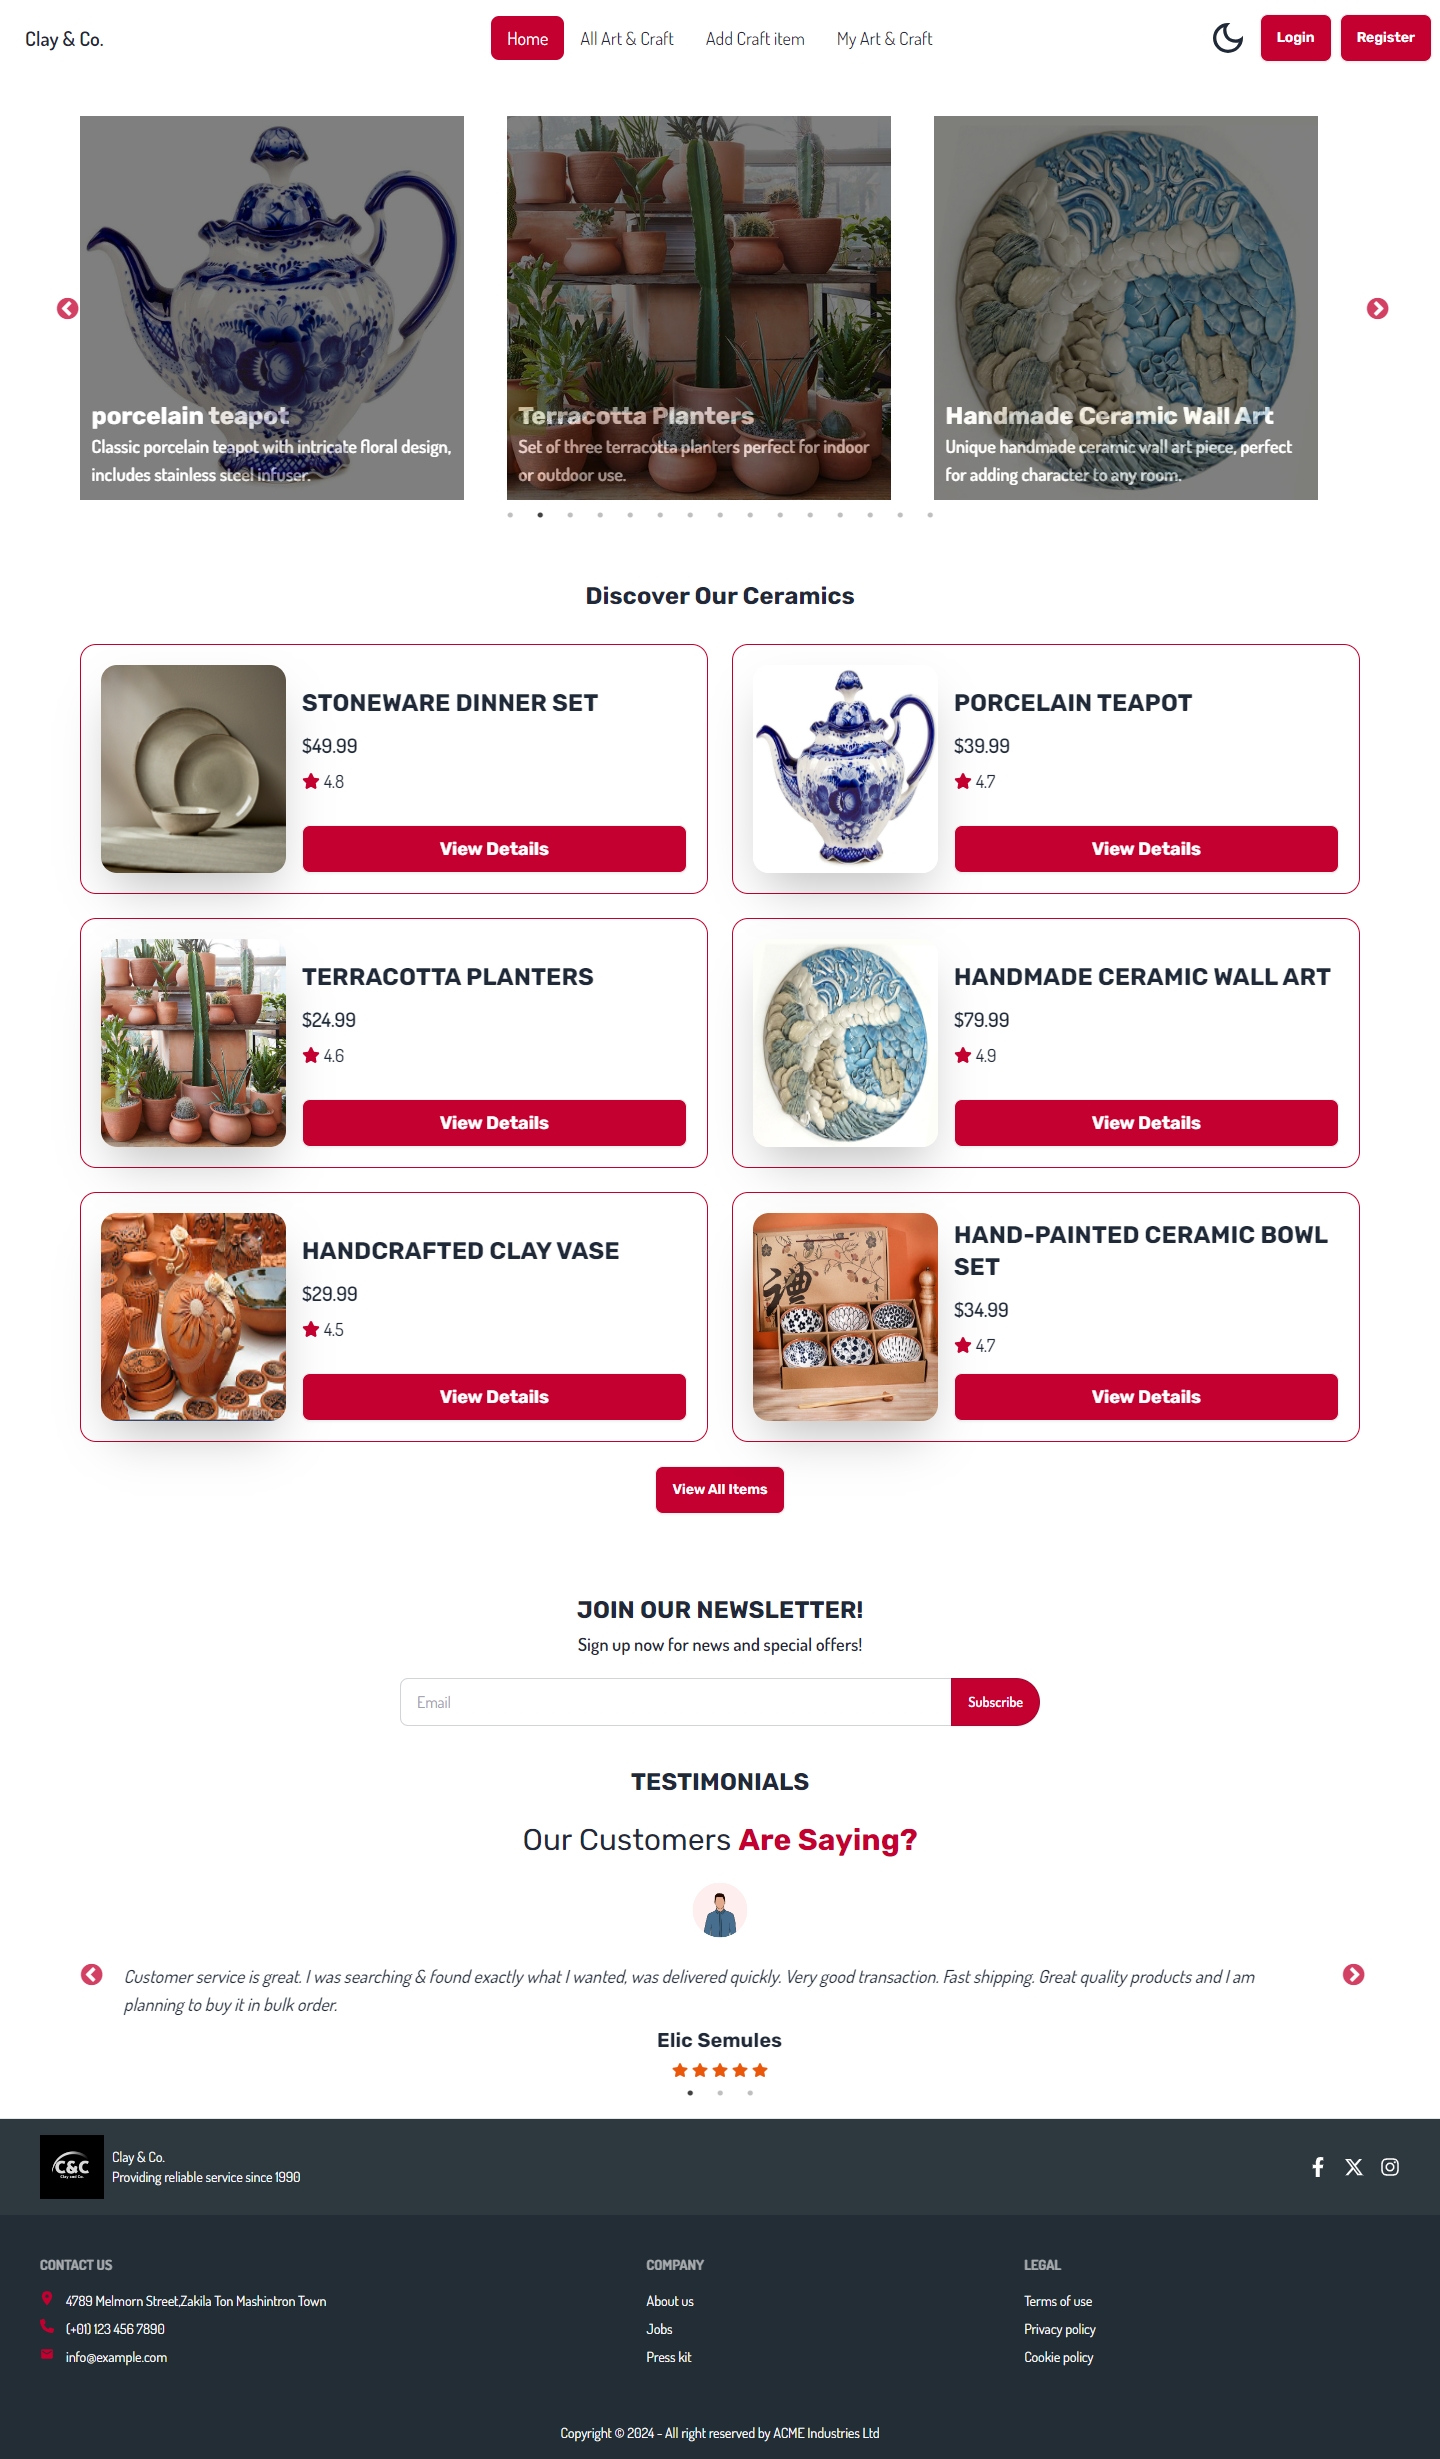 Clay & Co.
Home
All Art & Craft
Add Craft item
My Art & Craft
Login
Register
porcelain teapot
Classic porcelain teapot with intricate floral design,
includes stainless steel infuser.
Terracotta Planters
Set of three terracotta planters perfect for indoor
or outdoor use.
Handmade Ceramic Wall Art
Unique handmade ceramic wall art piece, perfect
for adding character to any room.
Discover Our Ceramics
STONEWARE DINNER SET
$49.99
4.8
View Details
PORCELAIN TEAPOT
$39.99
4.7
View Details
TERRACOTTA PLANTERS
$24.99
4.6
View Details
HANDMADE CERAMIC WALL ART
$79.99
4.9
View Details
HANDCRAFTED CLAY VASE
$29.99
4.5
View Details
禮
HAND-PAINTED CERAMIC BOWL
SET
$34.99
4.7
View Details
View All Items
JOIN OUR NEWSLETTER!
Sign up now for news and special offers!
Email
Subscribe
TESTIMONIALS
Our Customers Are Saying?
Customer service is great. I was searching & found exactly what I wanted, was delivered quickly. Very good transaction. Fast shipping. Great quality products and I am
planning to buy it in bulk order.
Elic Semules
C&C
Clay and Co.
Clay & Co.
Providing reliable service since 1990
CONTACT US
4789 Melmorn Street,Zakila Ton Mashintron Town
(+01) 123 456 7890
info@example.com
COMPANY
About us
Jobs
Press kit
LEGAL
Terms of use
Privacy policy
Cookie policy
Copyright © 2024 - All right reserved by ACME Industries Ltd